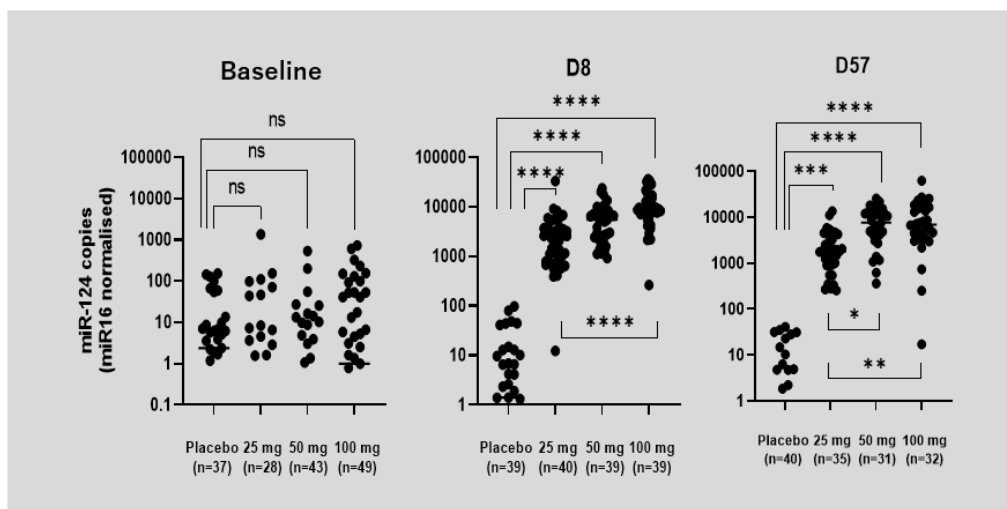 Baseline
D8
D57
ns
ns
ns
****
****
****
****
****
***
****
*
**
miR-124 copies
(miR16 normalised)
100000
10000
1000
100
10
1
0.1
100000
10000
1000
100
10
1
100000
10000
1000
100
10
1
Placebo 25 mg 50 mg 100 mg
(n=37) (n=28) (n=43) (n=49)
Placebo 25 mg 50 mg 100 mg
(n=39) (n=40) (n=39) (n=39)
Placebo 25 mg 50 mg 100 mg
(n=40) (n=35) (n=31) (n=32)